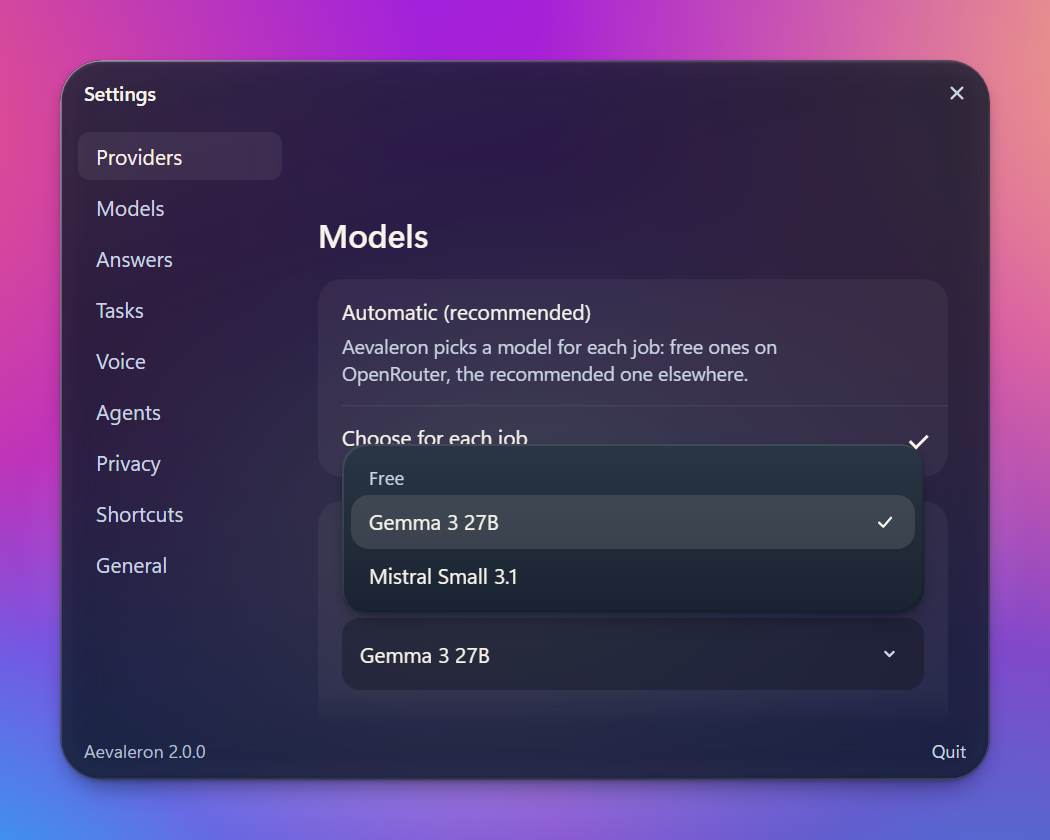 Settings
Providers
Models
Answers
Tasks
Voice
Agents
Privacy
Shortcuts
General
Models
Automatic (recommended)
Aevaleron picks a model for each job: free ones on
OpenRouter, the recommended one elsewhere.
Choose for each job
Free
Gemma 3 27B
Mistral Small 3.1
Gemma 3 27B
Aevaleron 2.0.0
Quit